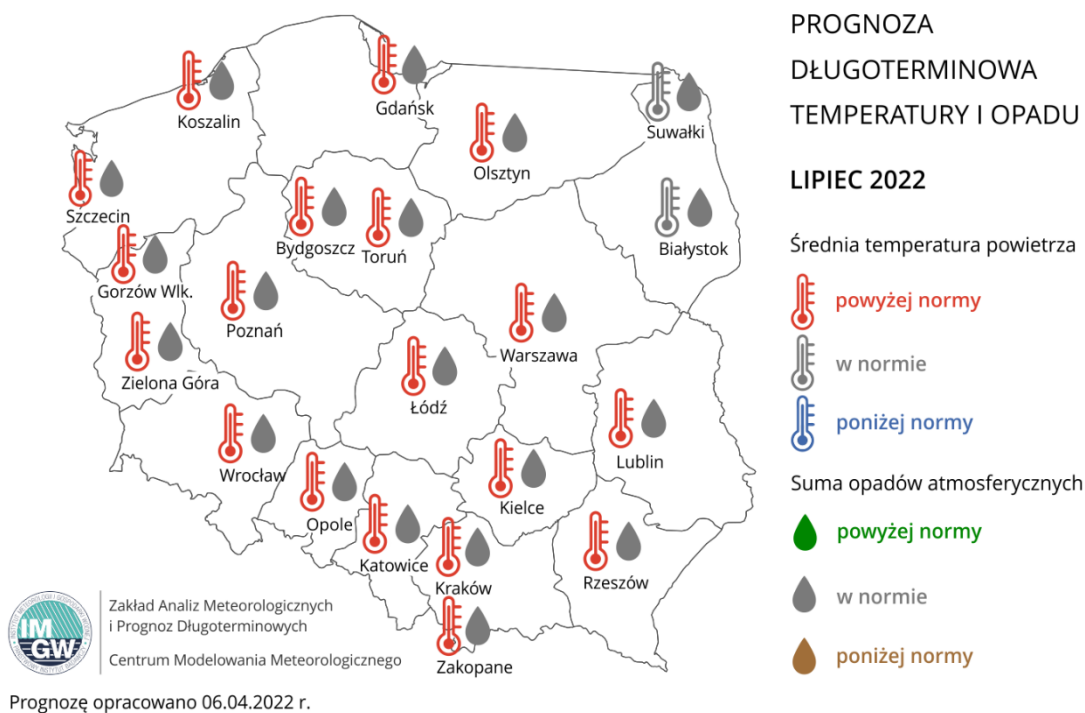 PROGNOZA
DŁUGOTERMINOWA
TEMPERATURY I OPADU
LIPIEC 2022
Średnia temperatura powietrza
powyżej normy
w normie
poniżej normy
Suma opadów atmosferycznych
powyżej normy
w normie
poniżej normy
Koszalin
Gdańsk
Suwałki
Olsztyn
Szczecin
Bydgoszcz
Toruń
Białystok
Gorzów Wlk.
Poznań
Warszawa
Zielona Góra
Łódź
Wrocław
Lublin
Opole
Kielce
Katowice
Kraków
Rzeszów
Zakopane
IM
GW
Zakład Analiz Meteorologicznych
i Prognoz Długoterminowych
Centrum Modelowania Meteorologicznego
Prognozę opracowano 06.04.2022 r.